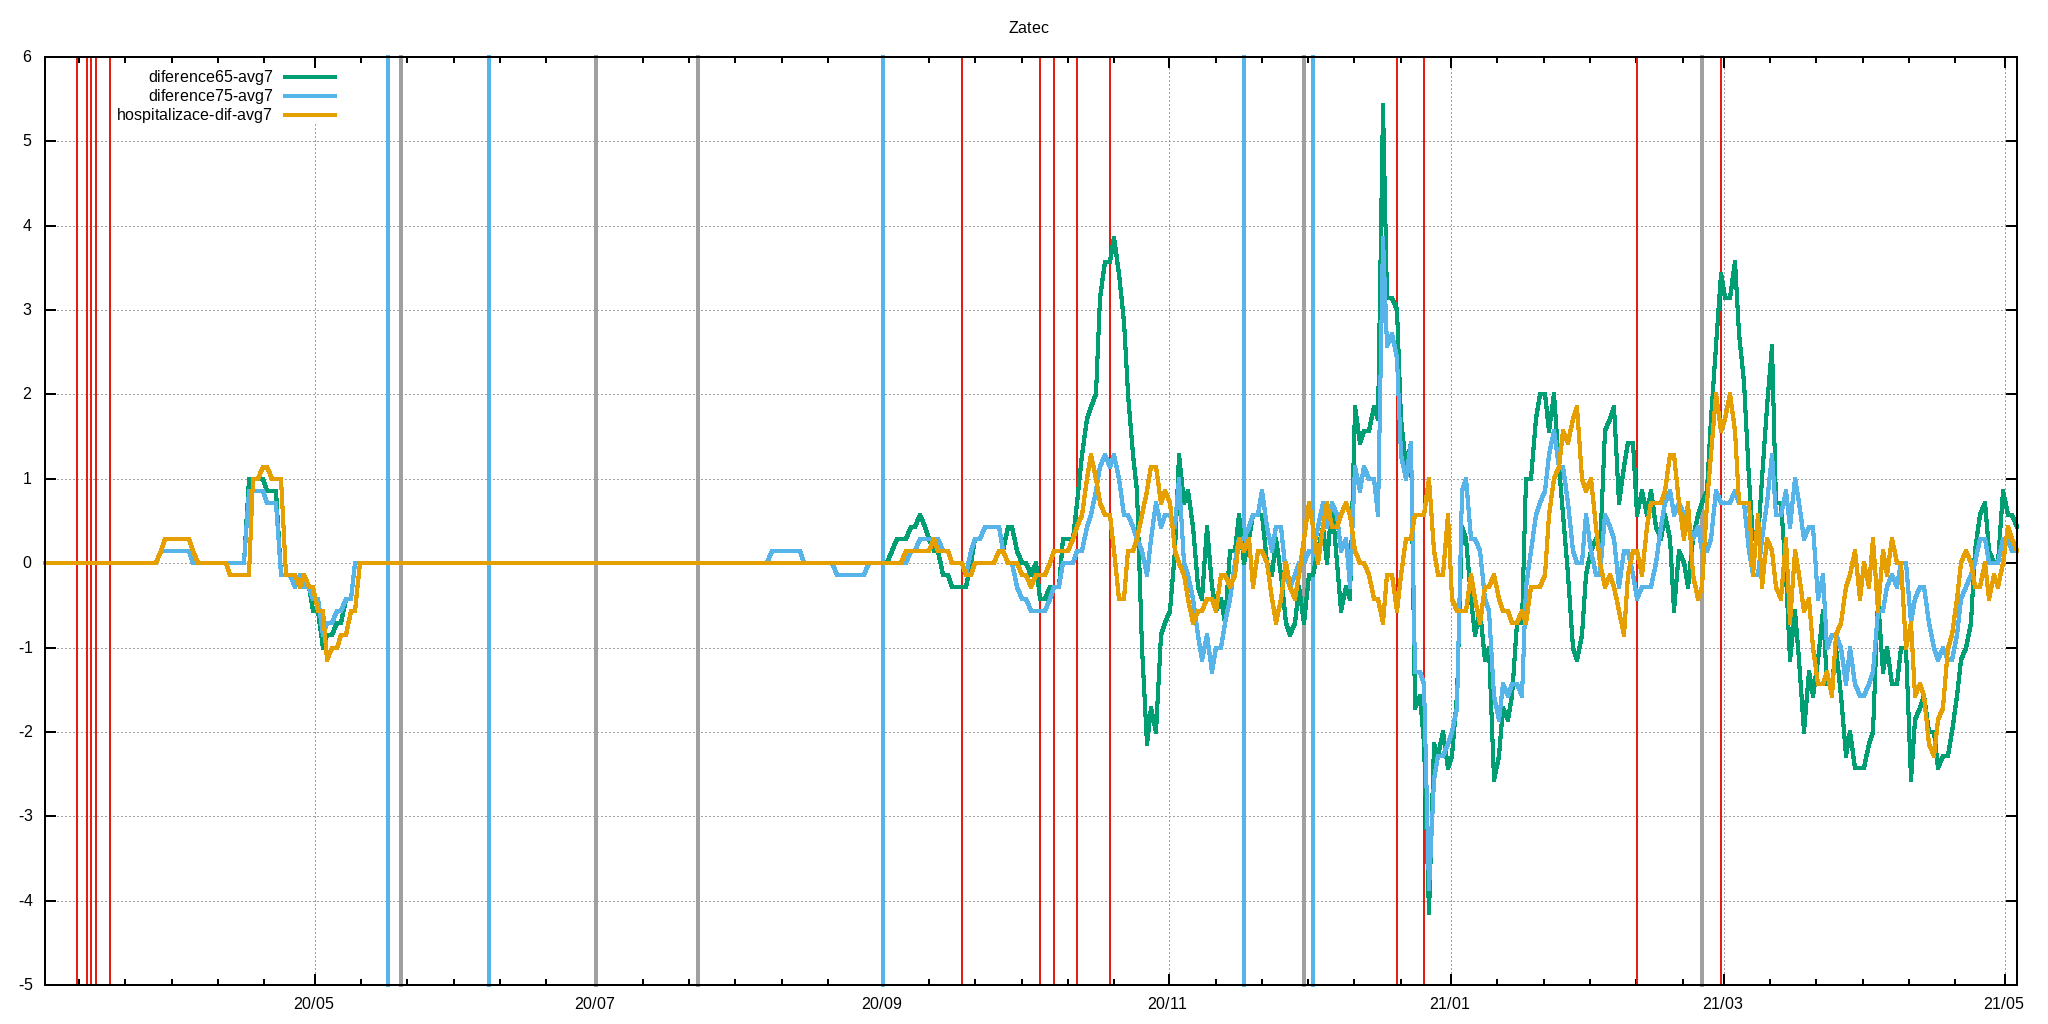 Zatec
6
diference65-avg7
diference75-avg7
hospitalizace-dif-avg7
5
4
3
2
1
0
-1
-2
-3
-4
-5
20/05 20/07 20/09 20/11 21/01 21/03 21/05